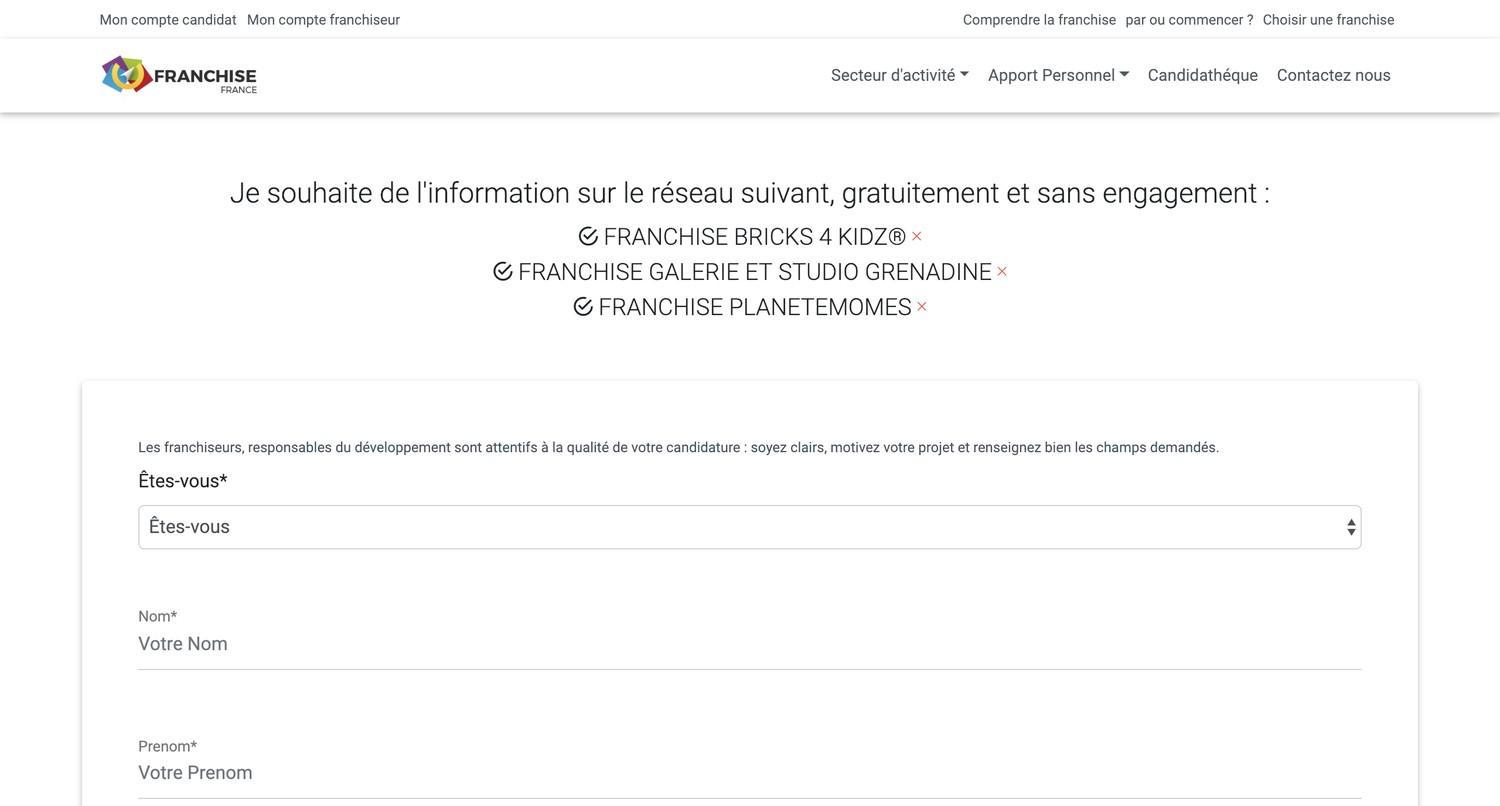 Mon compte candidat Mon compte franchiseur Comprendre la franchise par ou commencer ? Choisir une franchise
FRANCHISE
FRANCE
Secteur d'activité Apport Personnel Candidathéque Contactez nous
Je souhaite de l'information sur le réseau suivant, gratuitement et sans engagement :
FRANCHISE BRICKS 4 KIDZ® ×
FRANCHISE GALERIE ET STUDIO GRENADINE ×
FRANCHISE PLANETEMOMES ×
Les franchiseurs, responsables du développement sont attentifs à la qualité de votre candidature : soyez clairs, motivez votre projet et renseignez bien les champs demandés.
Êtes-vous*
Êtes-vous
Nom*
Votre Nom
Prenom*
Votre Prenom